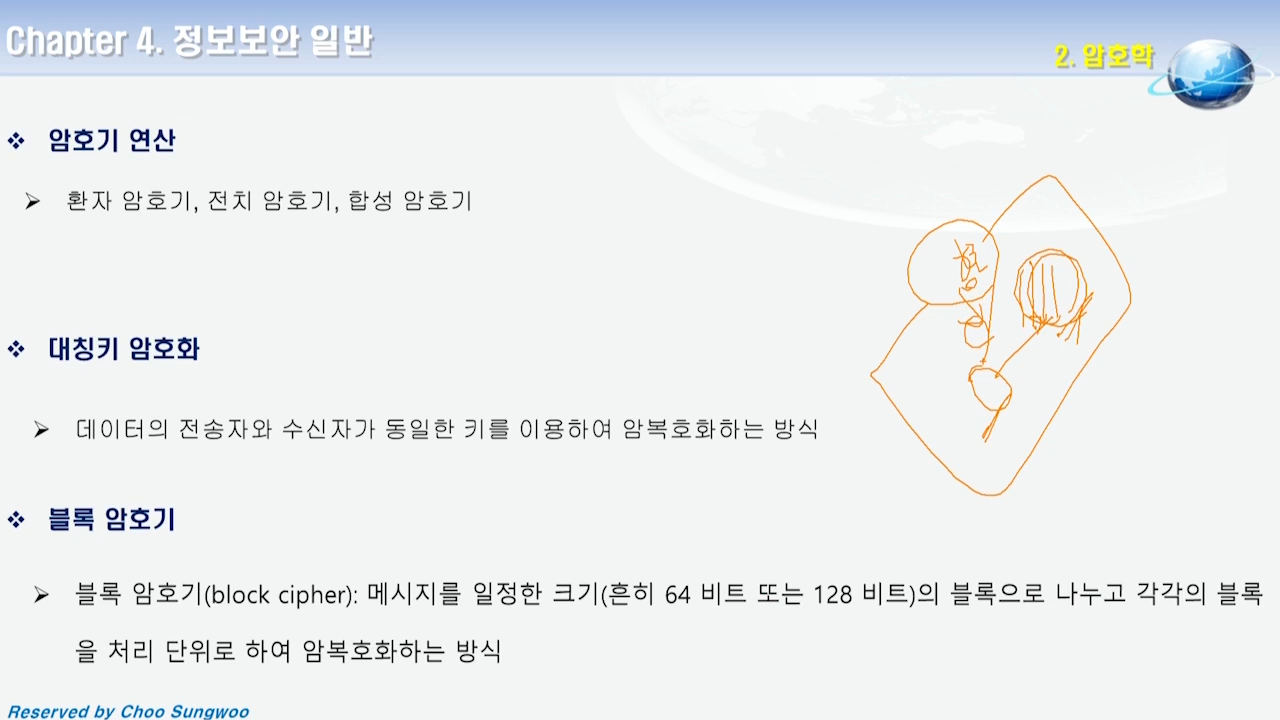 Chapter 4. 정보보안 일반
2. 암호학
암호기 연산
환자 암호기, 전치 암호기, 합성 암호기
대칭키 암호화
데이터의 전송자와 수신자가 동일한 키를 이용하여 암복호화하는 방식
블록 암호기
블록 암호기(block cipher): 메시지를 일정한 크기(흔히 64 비트 또는 128 비트)의 블록으로 나누고 각각의 블록
을 처리 단위로 하여 암복호화하는 방식
Reserved by Choo Sungwoo